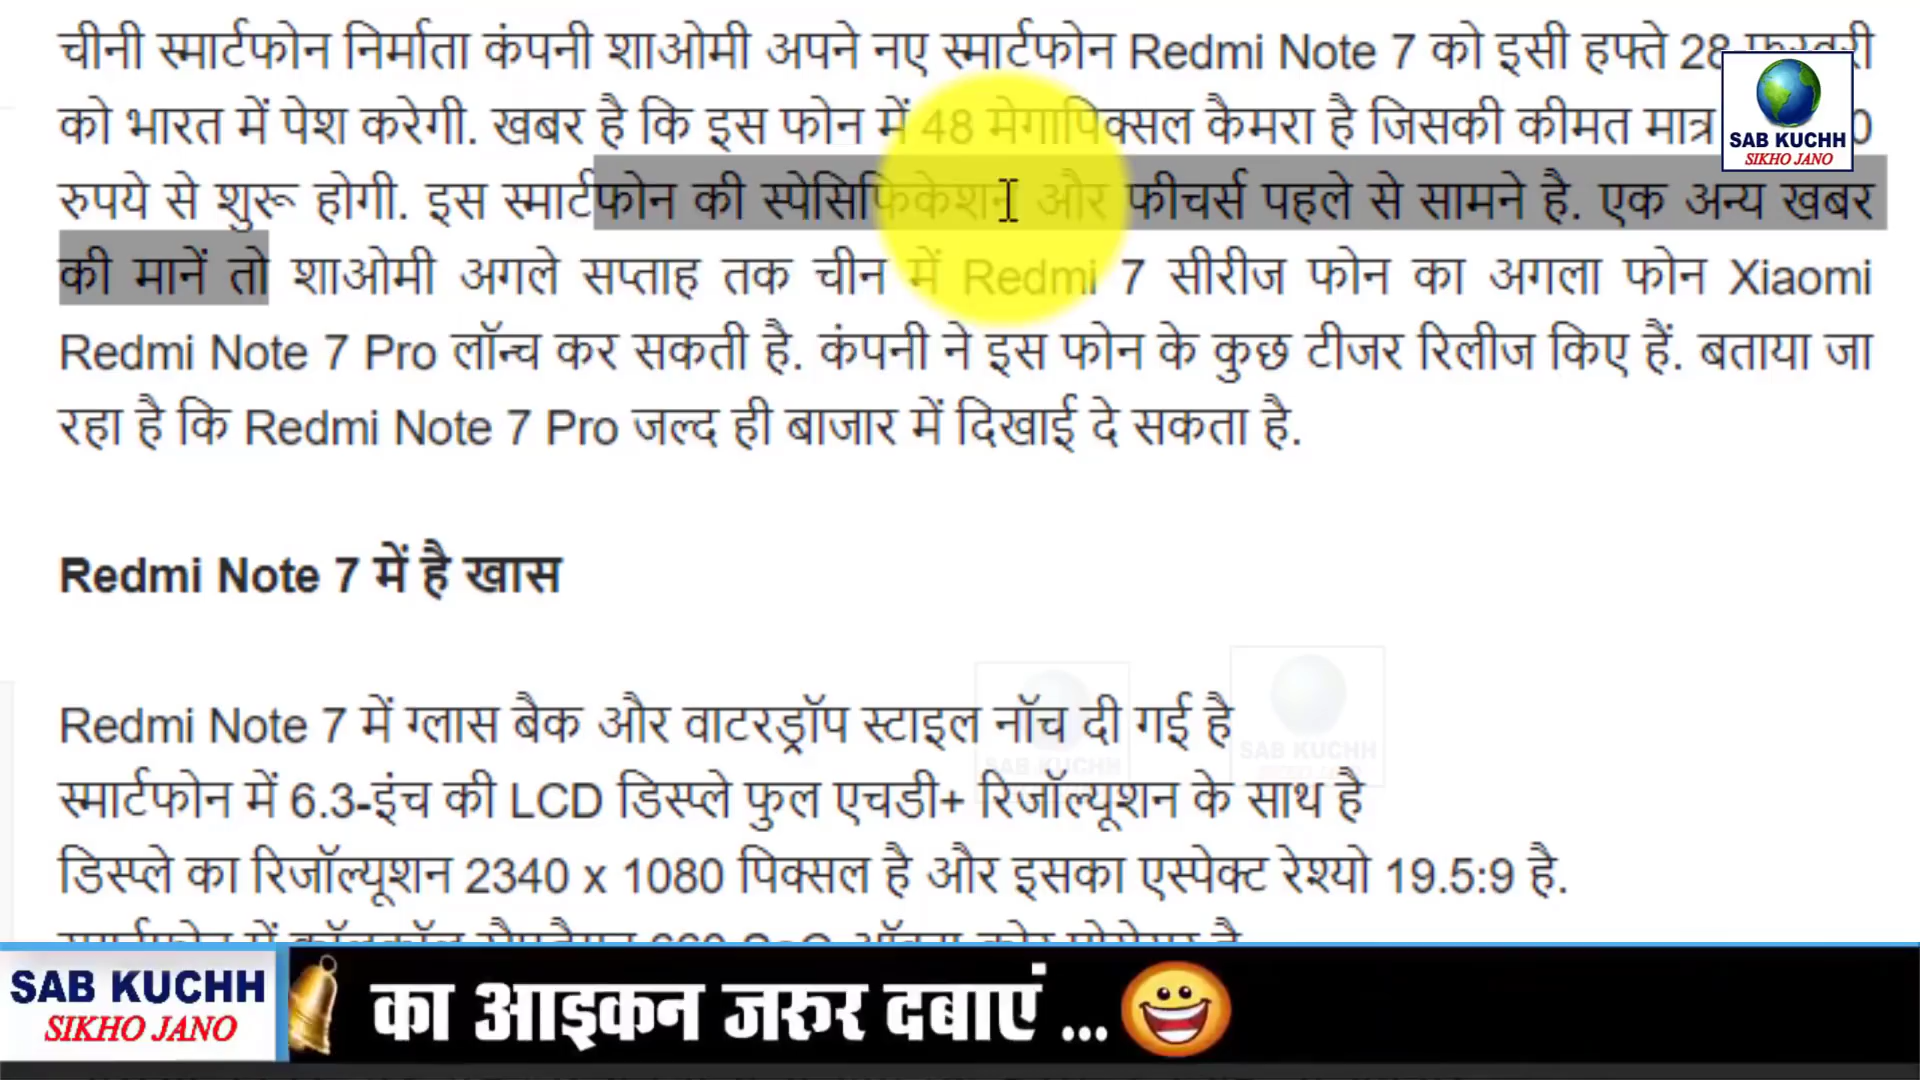 चीनी स्मार्टफोन निर्माता कंपनी शाओमी अपने नए स्मार्टफोन Redmi Note 7 को इसी हफ्ते 28
को भारत में पेश करेगी. खबर है कि इस फोन में 48 मेगापिक्सल कैमरा है जिसकी कीमत मात्र
SAB KUCHH
SIKHO JANO
रुपये से शुरू होगी. इस स्मार्टफोन की स्पेसिफिकेशन और फीचर्स पहले से सामने है. एक अन्य खबर
की मानें तो शाओमी अगले सप्ताह तक चीन में Redmi 7 सीरीज फोन का अगला फोन Xiaomi
Redmi Note 7 Pro लॉन्च कर सकती है. कंपनी ने इस फोन के कुछ टीजर रिलीज किए हैं. बताया जा
रहा है कि Redmi Note 7 Pro जल्द ही बाजार में दिखाई दे सकता है.
Redmi Note 7 में है खास
Redmi Note 7 में ग्लास बैक और वाटरड्रॉप स्टाइल नॉच दी गई है
SAB KUCHH
SAB KUCHH
स्मार्टफोन में 6.3-इंच की LCD डिस्प्ले फुल एचडी+ रिजॉल्यूशन के साथ है
डिस्प्ले का रिजॉल्यूशन 2340 x 1080 पिक्सल है और इसका एस्पेक्ट रेश्यो 19.5:9 है.
SAB KUCHH
SIKHO JANO
का आइकन जरुर दबाएं ...